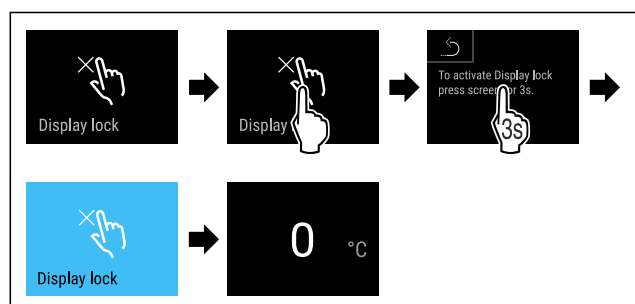 Display lock
Display
To activate Display lock
press screen for 3s.
3s
Display lock
0 °C